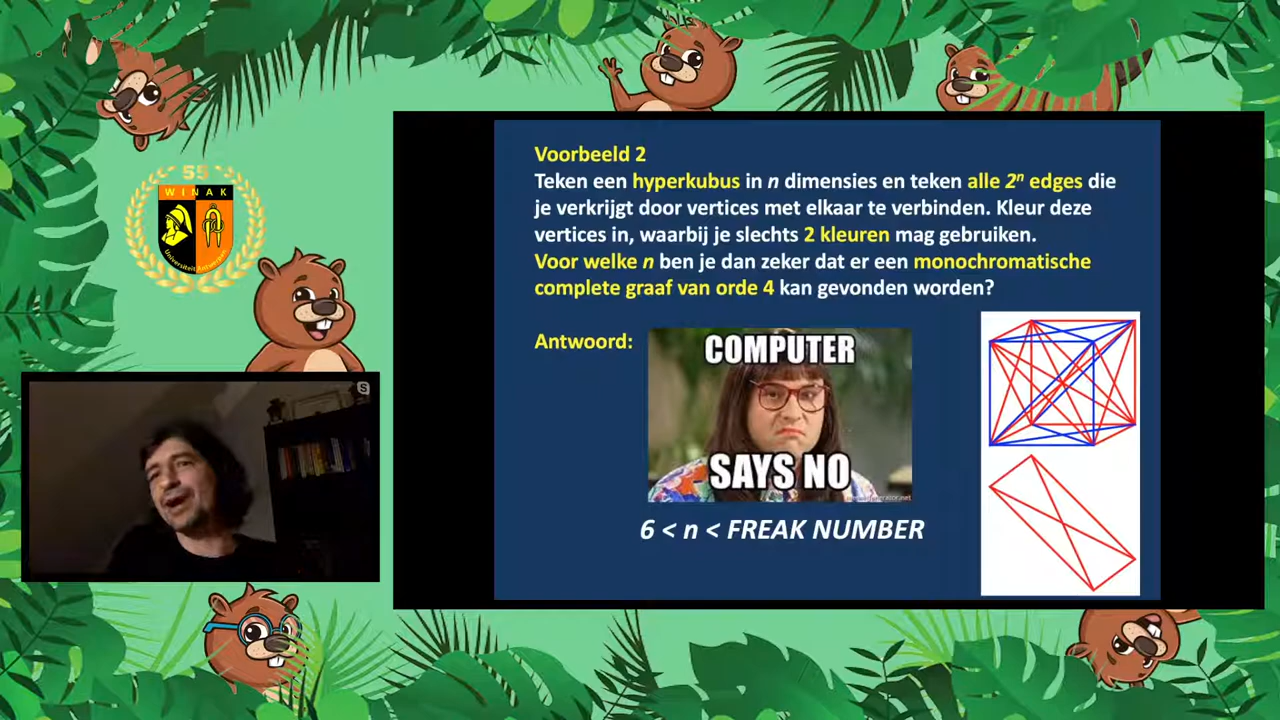 55
WINAK
Universiteit Antwerpen
Voorbeeld 2
Teken een hyperkubus in n dimensies en teken alle 2ⁿ edges die
je verkrijgt door vertices met elkaar te verbinden. Kleur deze
vertices in, waarbij je slechts 2 kleuren mag gebruiken.
Voor welke n ben je dan zeker dat er een monochromatische
complete graaf van orde 4 kan gevonden worden?
Antwoord:
COMPUTER
SAYS NO
6 < n < FREAK NUMBER